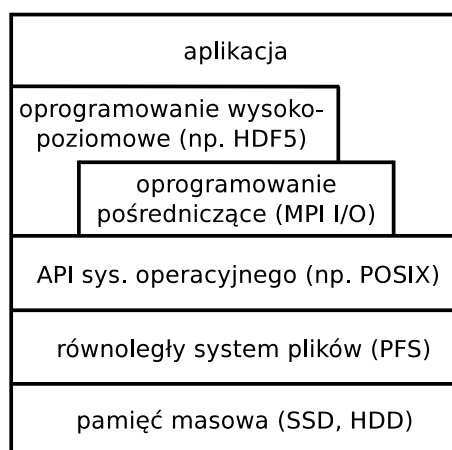 aplikacja
oprogramowanie wysoko-
poziomowe (np. HDF5)
oprogramowanie
pośredniczące (MPI I/O)
API sys. operacyjnego (np. POSIX)
równoległy system plików (PFS)
pamięć masowa (SSD, HDD)